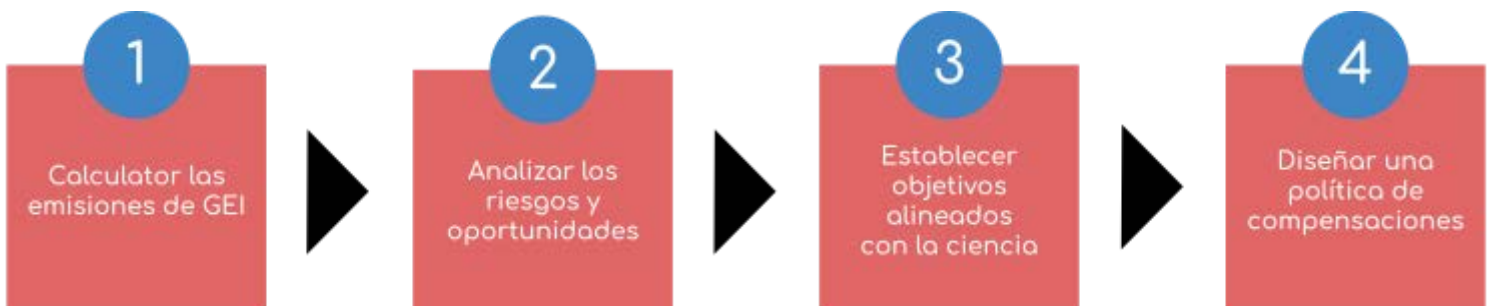 1
Calculator las
emisiones de GEI
2
Analizar los
riesgos y
oportunidades
3
Establecer
objetivos
alineados
con la ciencia
4
Diseñar una
política de
compensaciones